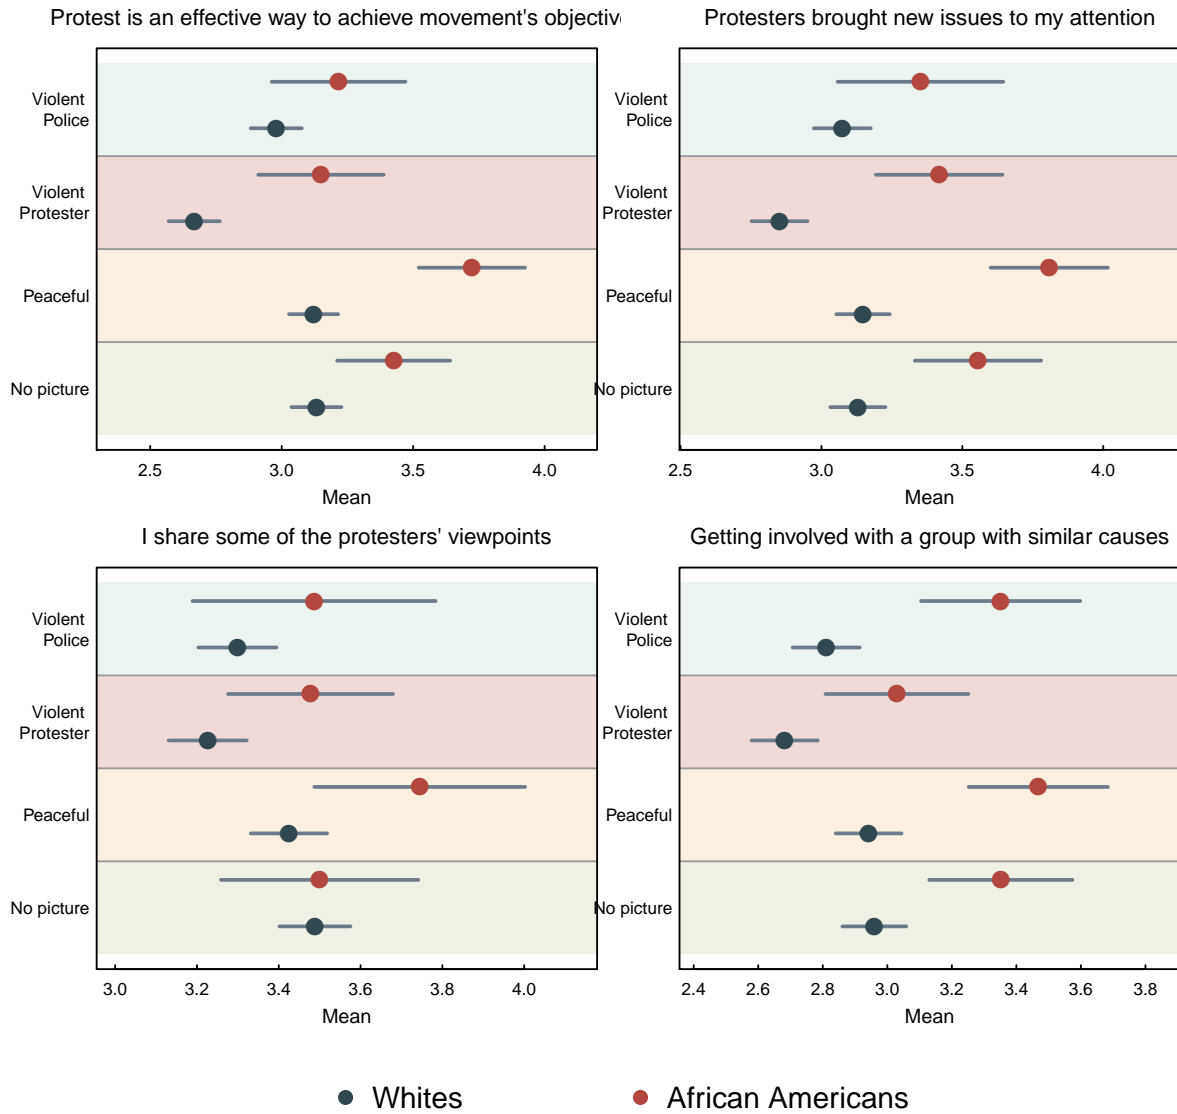 Protest is an effective way to achieve movement's objectiv
Protesters brought new issues to my attention
Violent
Police
Violent
Protester
Peaceful
No picture
2.5 3.0 3.5 4.0
Mean
Violent
Police
Violent
Protester
Peaceful
No picture
2.5 3.0 3.5 4.0
Mean
I share some of the protesters' viewpoints
Getting involved with a group with similar causes
Violent
Police
Violent
Protester
Peaceful
No picture
3.0 3.2 3.4 3.6 3.8 4.0
Mean
Violent
Police
Violent
Protester
Peaceful
No picture
2.4 2.6 2.8 3.0 3.2 3.4 3.6 3.8
Mean
Whites
African Americans